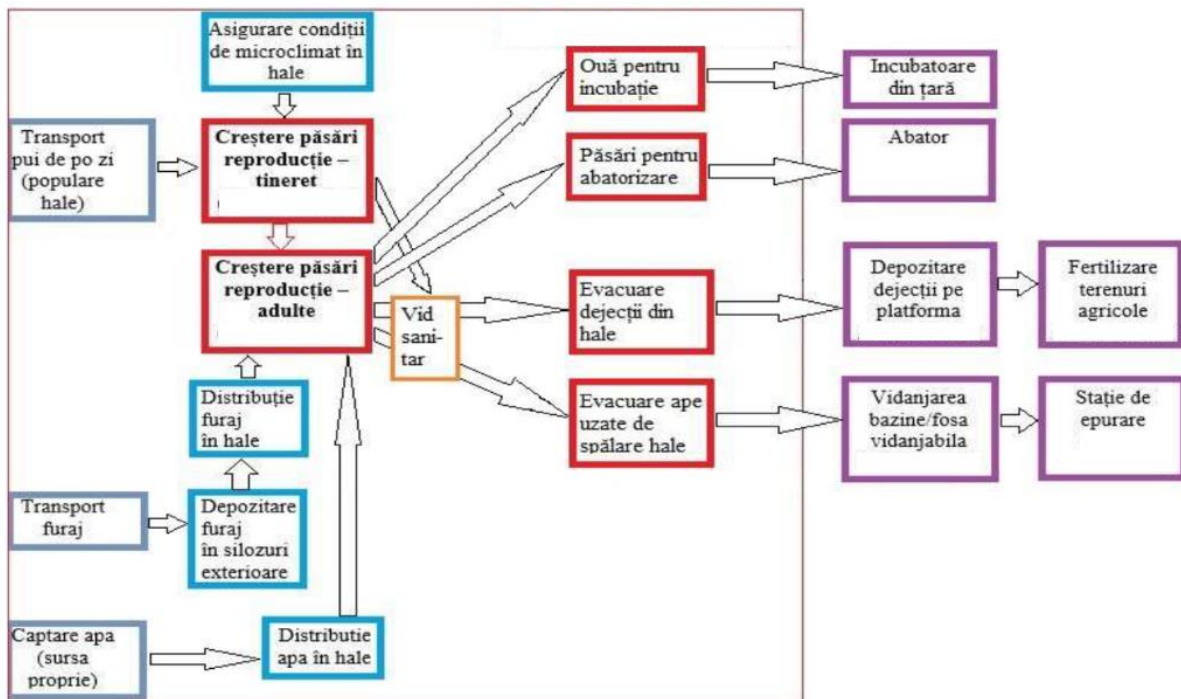 Asigurare condiții
de microclimat în
hale
Transport
pui de po zi
(populare
hale)
Creștere păsări
reproducție –
tineret
Creștere păsări
reproducție –
adulte
Distribuție
furaj
în hale
Transport
furaj
Depozitare
furaj
în silozuri
exterioare
Captare apa
(sursa
proprie)
Distributie
apa în hale
Vid
sani-
tar
Ouă pentru
incubație
Incubatoare
din țară
Păsări pentru
abatorizare
Abator
Evacuare
dejecții din
hale
Depozitare
dejecții pe
platforma
Fertilizare
terenuri
agricole
Evacuare ape
uzate de
spălare hale
Vidanjarea
bazine/fosa
vidanjabila
Stație de
epurare